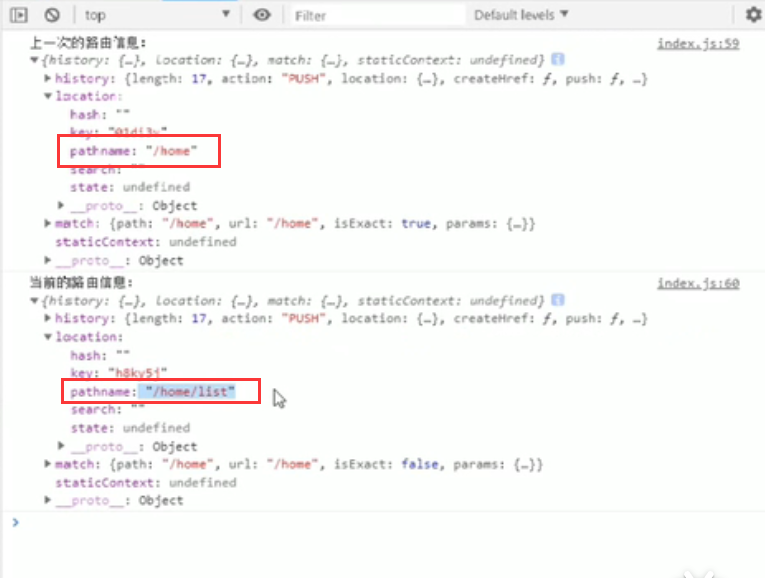 top Filter Default levels
上一次的路由信息: index.js:59
{history: {…}, location: {…}, match: {…}, staticContext: undefined}
history: {length: 17, action: "PUSH", location: {…}, createHref: ƒ, push: ƒ, …}
location:
hash: ""
key:
pathname: "/home"
search: ""
state: undefined
__proto__: Object
match: {path: "/home", url: "/home", isExact: true, params: {…}}
staticContext: undefined
__proto__: Object
当前的路由信息: index.js:60
{history: {…}, location: {…}, match: {…}, staticContext: undefined}
history: {length: 17, action: "PUSH", location: {…}, createHref: ƒ, push: ƒ, …}
location:
hash: ""
key:
pathname: "/home/list"
search: ""
state: undefined
__proto__: Object
match: {path: "/home", url: "/home", isExact: false, params: {…}}
staticContext: undefined
__proto__: Object